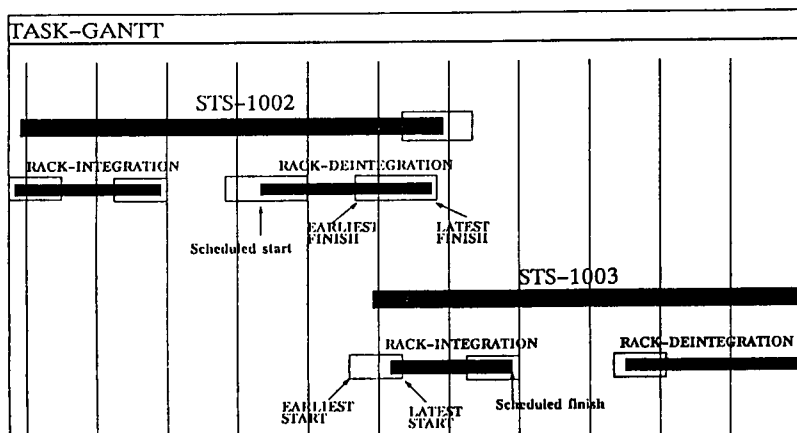 TASK-GANTT
STS-1002
RACK-INTEGRATION
RACK-DEINTEGRATION
EARLIEST
FINISH
LATEST
FINISH
Scheduled start
STS-1003
RACK-INTEGRATION
RACK-DEINTEGRATION
EARLIEST
START
LATEST
START
Scheduled finish